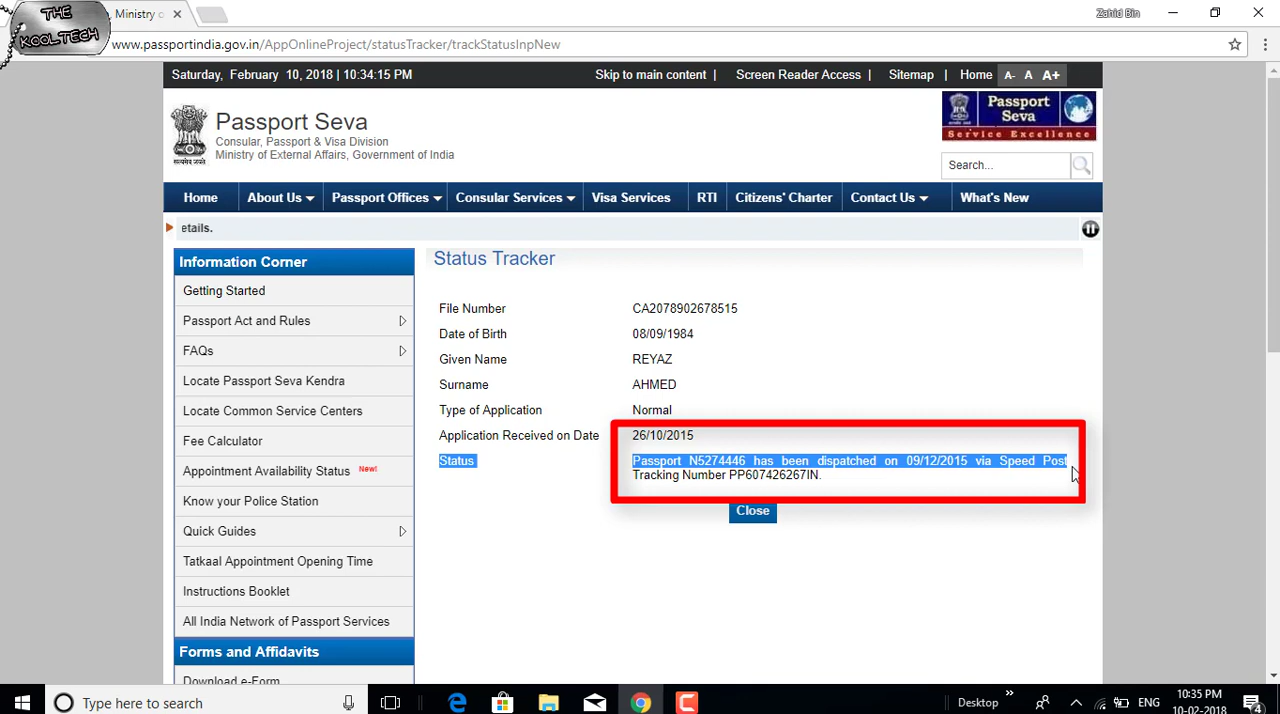 THE
KOOLTECH
, Ministry o
Zahid Bin
www.passportindia.gov.in/AppOnlineProject/statusTracker/trackStatusInpNew
Saturday, February 10, 2018 | 10:34:15 PM
Skip to main content | Screen Reader Access | Sitemap | Home A- A A+
Passport Seva
Consular, Passport & Visa Division
Ministry of External Affairs, Government of India
सत्यमेव जयते
Passport
Seva
Service Excellence
Search...
Home About Us Passport Offices Consular Services Visa Services RTI Citizens' Charter Contact Us What's New
etails.
Information Corner
Getting Started
Passport Act and Rules
FAQs
Locate Passport Seva Kendra
Locate Common Service Centers
Fee Calculator
Appointment Availability Status New!
Know your Police Station
Quick Guides
Tatkaal Appointment Opening Time
Instructions Booklet
All India Network of Passport Services
Forms and Affidavits
Download e-Form
Status Tracker
File Number CA2078902678515
Date of Birth 08/09/1984
Given Name REYAZ
Surname AHMED
Type of Application Normal
Application Received on Date 26/10/2015
Status Passport N5274446 has been dispatched on 09/12/2015 via Speed Post
Tracking Number PP607426267IN.
Close
Type here to search
Desktop
ENG
10:35 PM
10-02-2018
4